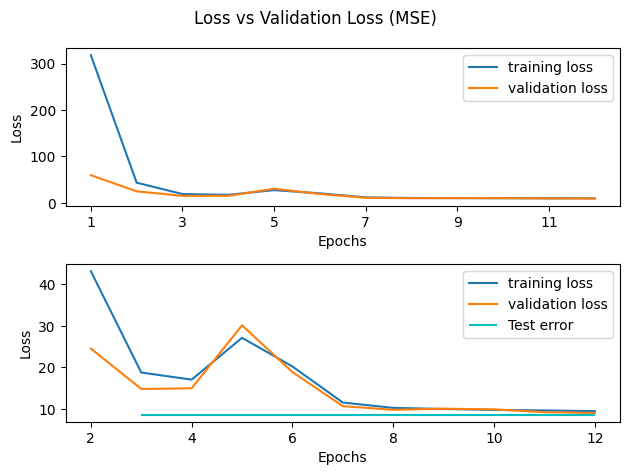 Loss vs Validation Loss (MSE)
300
200
100
0
Loss
training loss
validation loss
1 3 5 7 9 11
Epochs
40
30
20
10
Loss
training loss
validation loss
Test error
2 4 6 8 10 12
Epochs